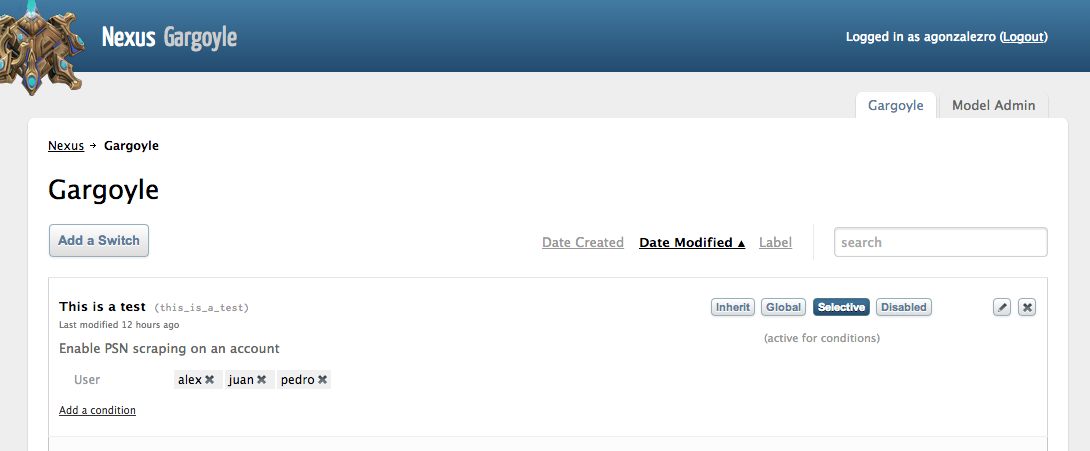 Nexus Gargoyle
Logged in as agonzalezro (Logout)
Gargoyle Model Admin
Nexus → Gargoyle
Gargoyle
Add a Switch Date Created Date Modified ▲ Label search
This is a test (this_is_a_test) Inherit Global Selective Disabled
Last modified 12 hours ago
(active for conditions)
Enable PSN scraping on an account
User alex ✖ juan ✖ pedro ✖
Add a condition